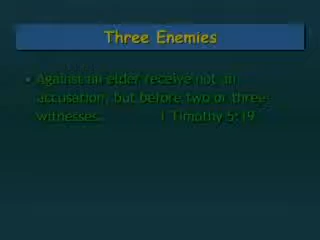 Three Enemies
• Against an elder receive not an
accusation, but before two or three
witnesses. 1 Timothy 5:19